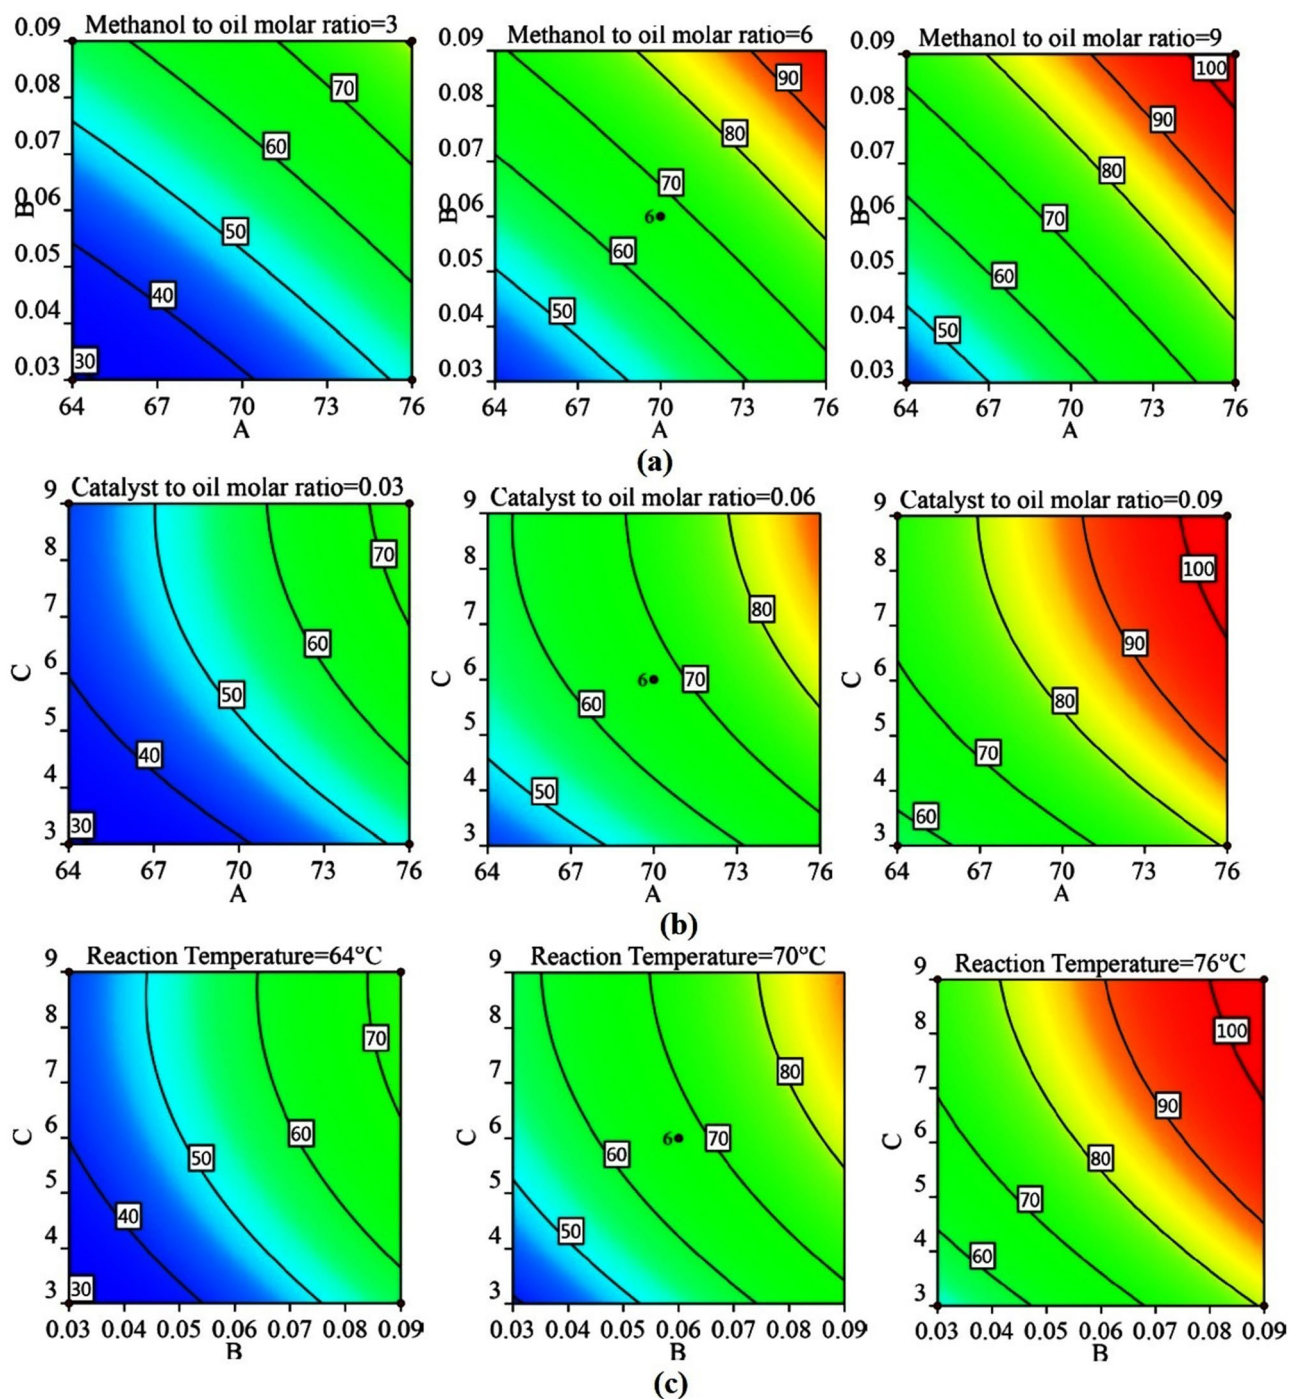 Methanol to oil molar ratio=3
0.09
0.08
0.07
0.06
0.05
0.04
0.03
B
70
60
50
40
30
64 67 70 73 76
A
Methanol to oil molar ratio=6
0.09
0.08
0.07
0.06
0.05
0.04
0.03
B
90
80
70
6
60
50
64 67 70 73 76
A
Methanol to oil molar ratio=9
0.09
0.08
0.07
0.06
0.05
0.04
0.03
B
100
90
80
70
60
50
64 67 70 73 76
A
(a)
Catalyst to oil molar ratio=0.03
9
8
7
6
5
4
3
C
70
60
50
40
30
64 67 70 73 76
A
Catalyst to oil molar ratio=0.06
9
8
7
6
5
4
3
C
80
70
6
60
50
64 67 70 73 76
A
Catalyst to oil molar ratio=0.09
9
8
7
6
5
4
3
C
100
90
80
70
60
64 67 70 73 76
A
(b)
Reaction Temperature=64°C
9
8
7
6
5
4
3
C
70
60
50
40
30
0.03 0.04 0.05 0.06 0.07 0.08 0.09
B
Reaction Temperature=70°C
9
8
7
6
5
4
3
C
80
70
6
60
50
0.03 0.04 0.05 0.06 0.07 0.08 0.09
B
Reaction Temperature=76°C
9
8
7
6
5
4
3
C
100
90
80
70
60
0.03 0.04 0.05 0.06 0.07 0.08 0.09
B
(c)